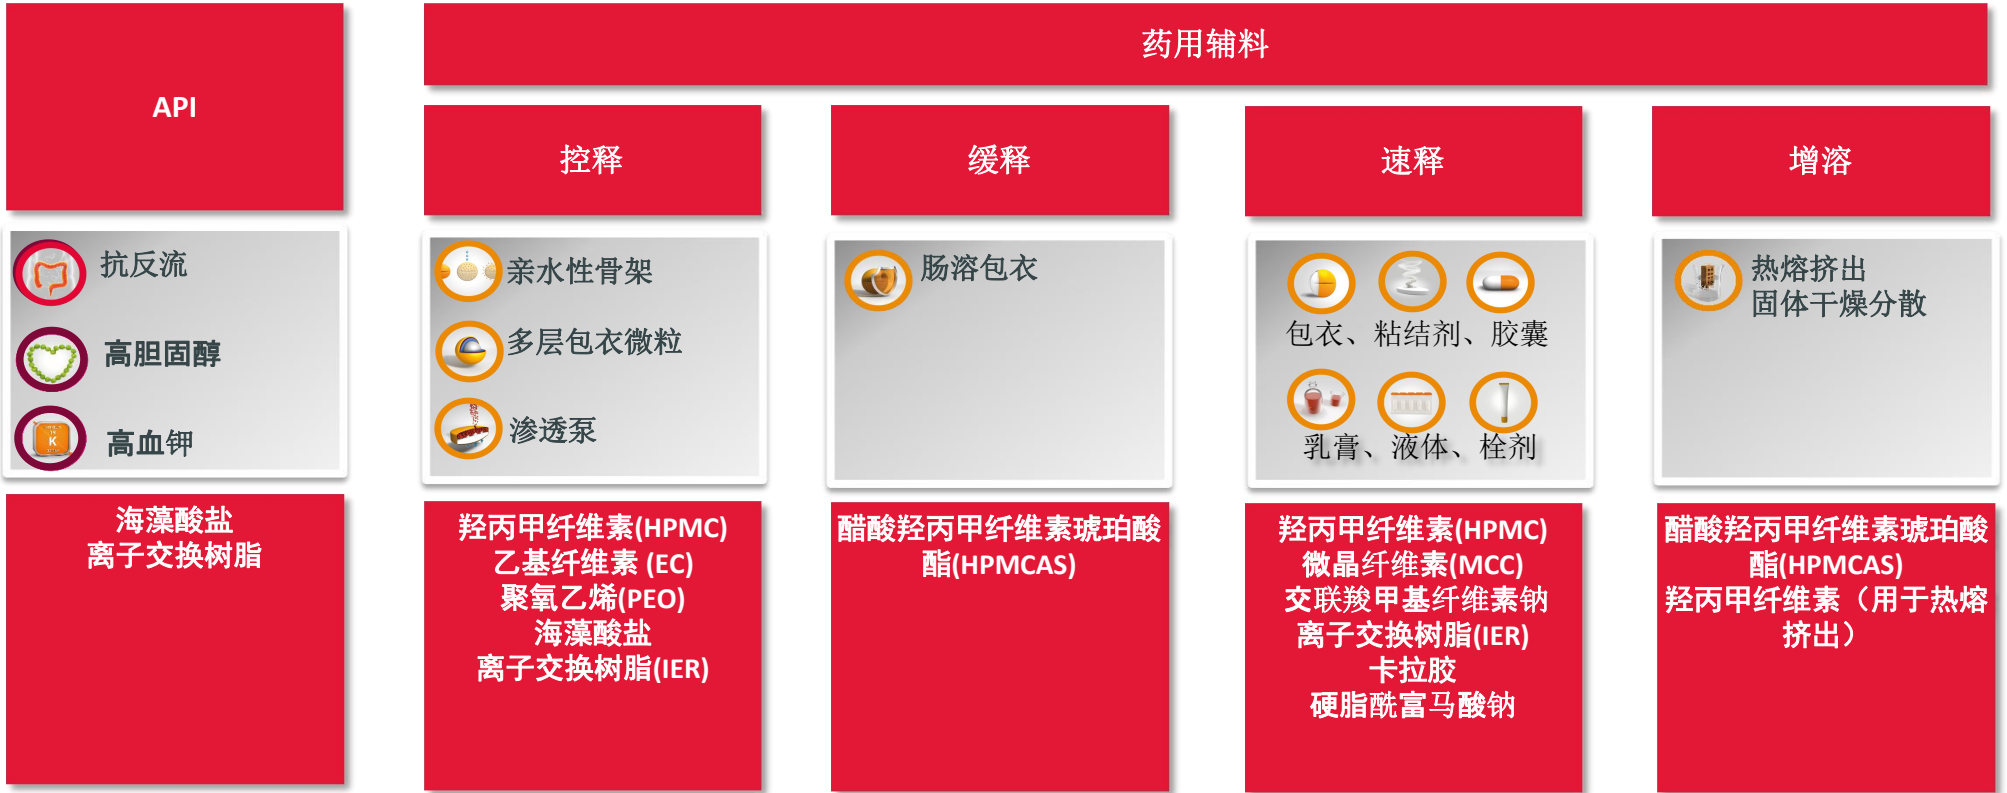 API
药用辅料
控释
缓释
速释
增溶
抗反流
高胆固醇
高血钾
亲水性骨架
多层包衣微粒
渗透泵
肠溶包衣
包衣、粘结剂、胶囊
乳膏、液体、栓剂
热熔挤出
固体干燥分散
K
海藻酸盐
离子交换树脂
羟丙甲纤维素(HPMC)
乙基纤维素 (EC)
聚氧乙烯(PEO)
海藻酸盐
离子交换树脂(IER)
醋酸羟丙甲纤维素琥珀酸
酯(HPMCAS)
羟丙甲纤维素(HPMC)
微晶纤维素(MCC)
交联羧甲基纤维素钠
离子交换树脂(IER)
卡拉胶
硬脂酰富马酸钠
醋酸羟丙甲纤维素琥珀酸
酯(HPMCAS)
羟丙甲纤维素（用于热熔
挤出）